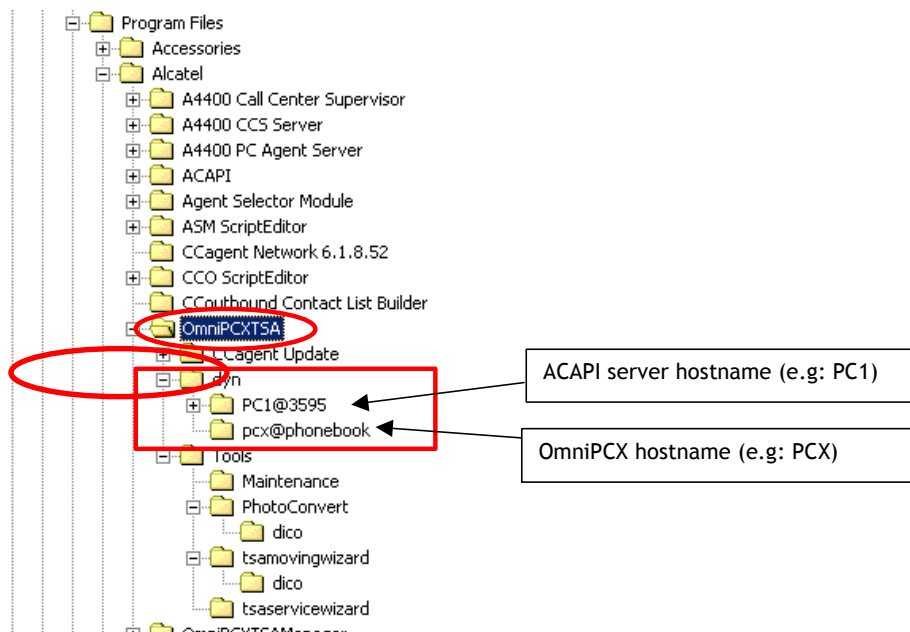 Program Files
Accessories
Alcatel
A4400 Call Center Supervisor
A4400 CCS Server
A4400 PC Agent Server
ACAPI
Agent Selector Module
ASM ScriptEditor
CCagent Network 6.1.8.52
CCO ScriptEditor
CCoutbound Contact List Builder
OmniPCXTSA
CCagent Update
dyn
ACAPI server hostname (e.g: PC1)
PC1@3595
pcx@phonebook
OmniPCX hostname (e.g: PCX)
Tools
Maintenance
PhotoConvert
dico
tsamovingwizard
dico
tsaservicewizard
OmniPCXTSAManager